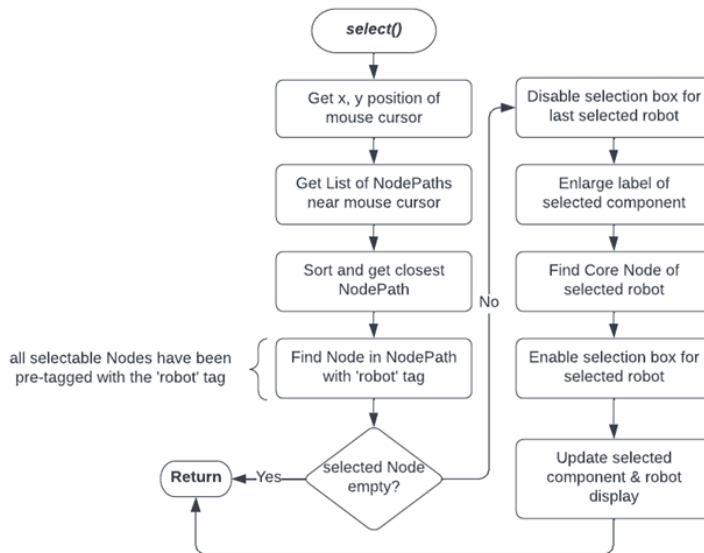 select()
Get x, y position of
mouse cursor
Get List of NodePaths
near mouse cursor
Sort and get closest
NodePath
all selectable Nodes have been
pre-tagged with the 'robot' tag
Find Node in NodePath
with 'robot' tag
selected Node
empty?
Yes
Return
No
Disable selection box for
last selected robot
Enlarge label of
selected component
Find Core Node of
selected robot
Enable selection box for
selected robot
Update selected
component & robot
display